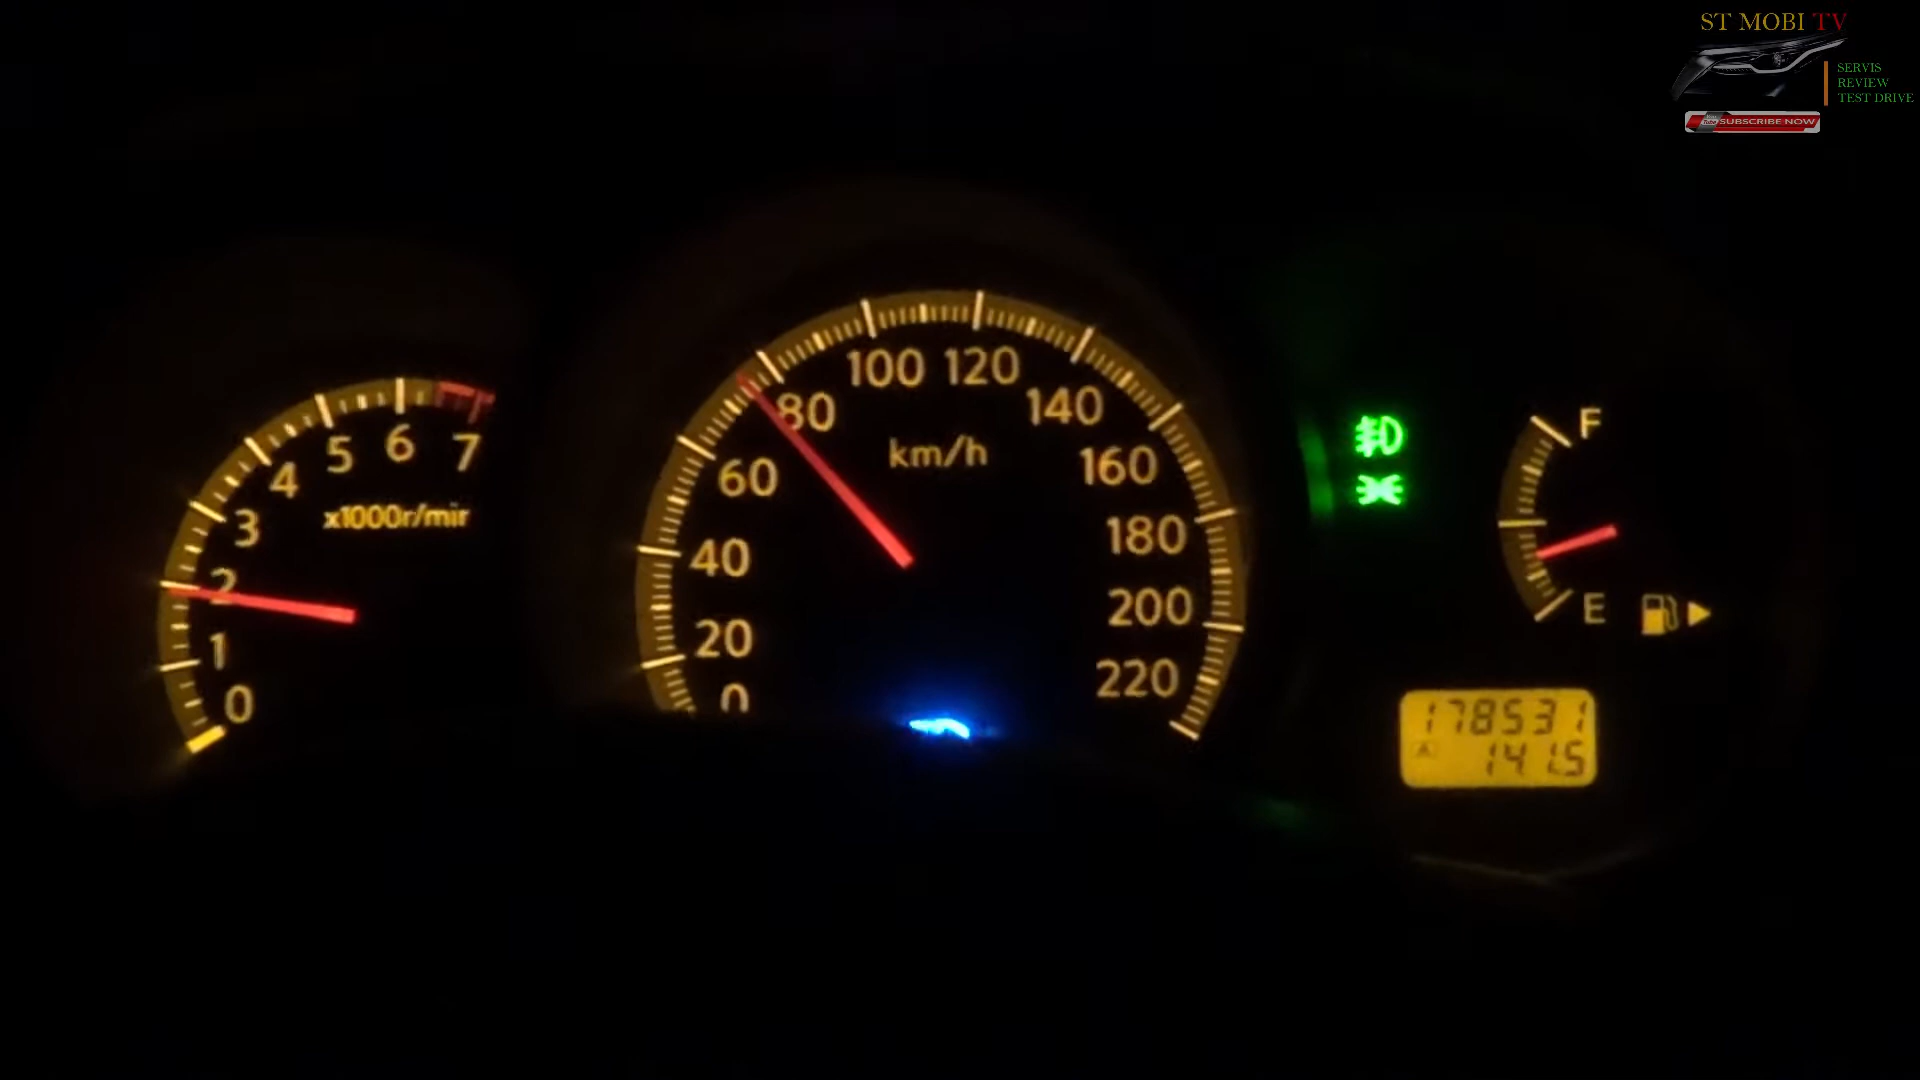 ST MOBI TV
SERVIS
REVIEW
TEST DRIVE
SUBSCRIBE NOW
0
1
2
3
4
5
6
7
x1000r/min
0
20
40
60
80
100
120
140
160
180
200
220
km/h
F
E
178531
A 141.5